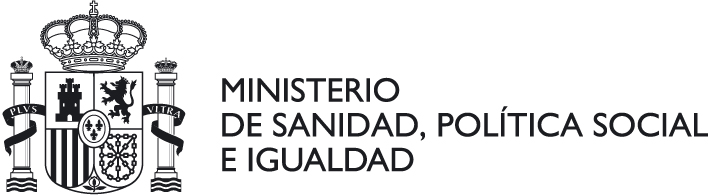 PLVS VLTRA
MINISTERIO
DE SANIDAD, POLÍTICA SOCIAL
E IGUALDAD